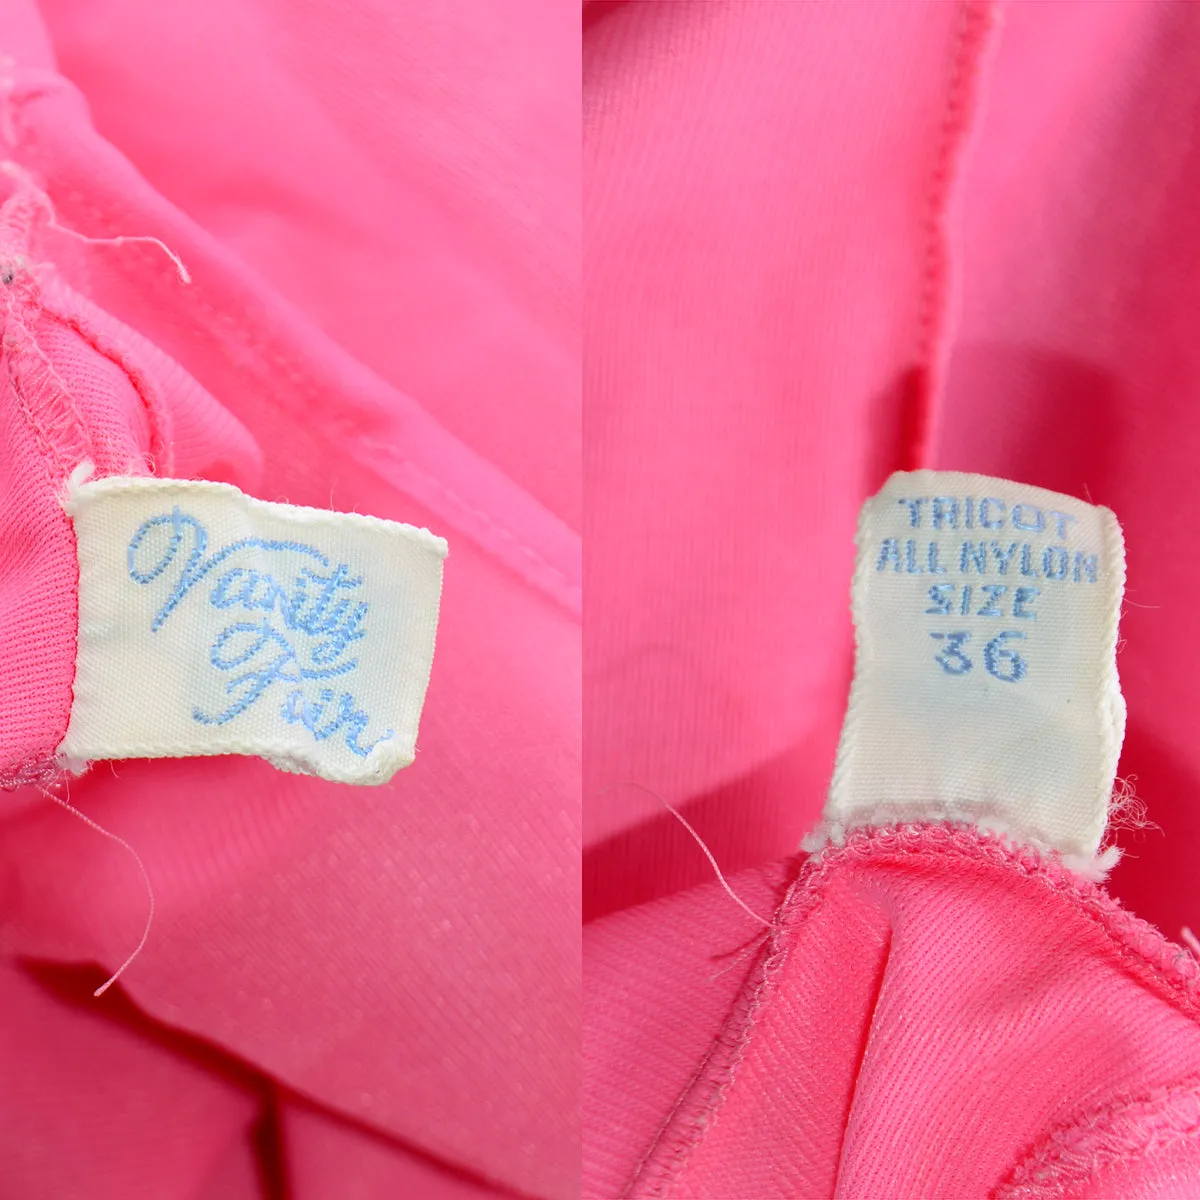 Vanity
Fair
TRICOT
ALL NYLON
SIZE
36